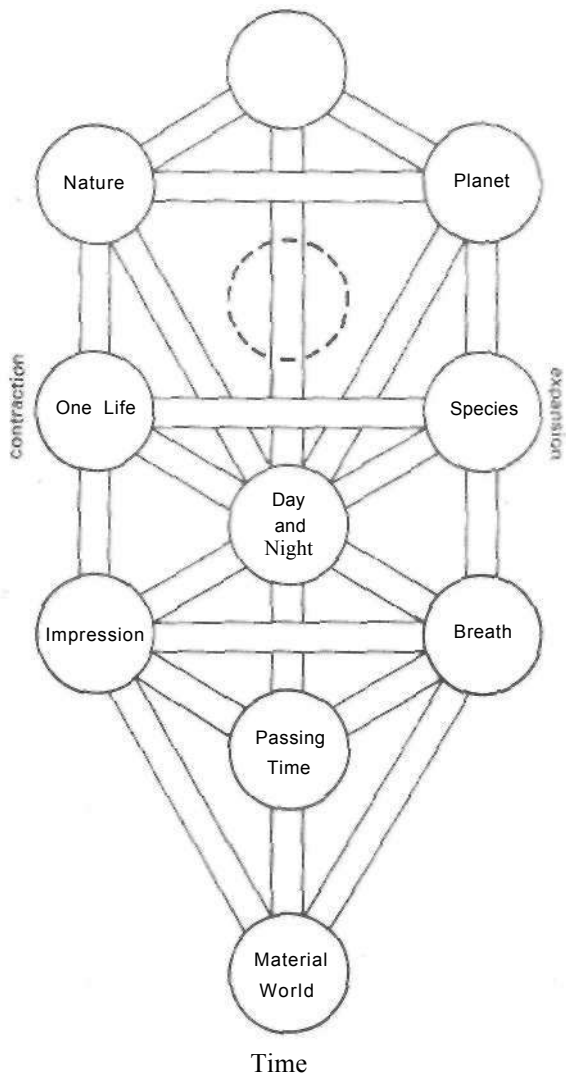 Nature
Planet
contraction
expansion
One Life
Species
Day
and
Night
Impression
Breath
Passing
Time
Material
World
Time